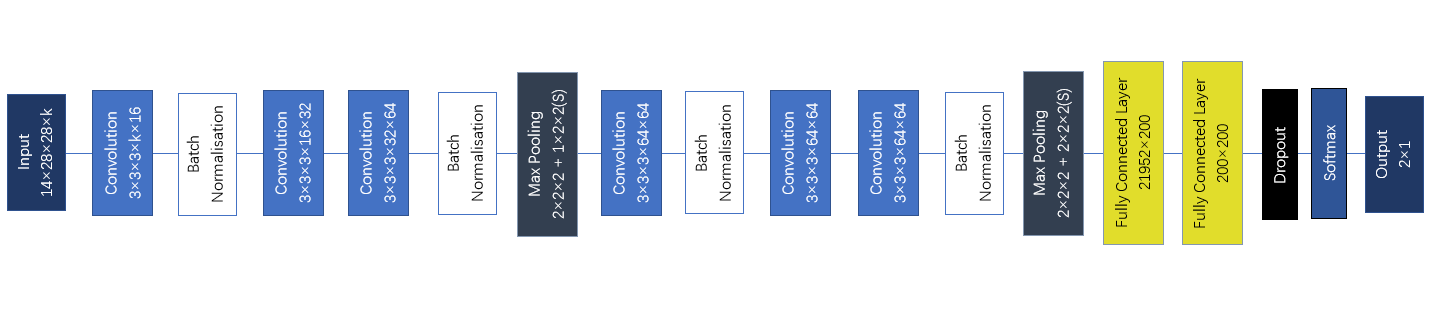 Input
14×28×28×k
Convolution
3×3×3×k×16
Batch
Normalisation
Convolution
3×3×3×16×32
Convolution
3×3×3×32×64
Batch
Normalisation
Max Pooling
2×2×2 + 1×2×2(S)
Convolution
3×3×3×64×64
Batch
Normalisation
Convolution
3×3×3×64×64
Convolution
3×3×3×64×64
Batch
Normalisation
Max Pooling
2×2×2 + 2×2×2(S)
Fully Connected Layer
21952×200
Fully Connected Layer
200×200
Dropout
Softmax
Output
2×1